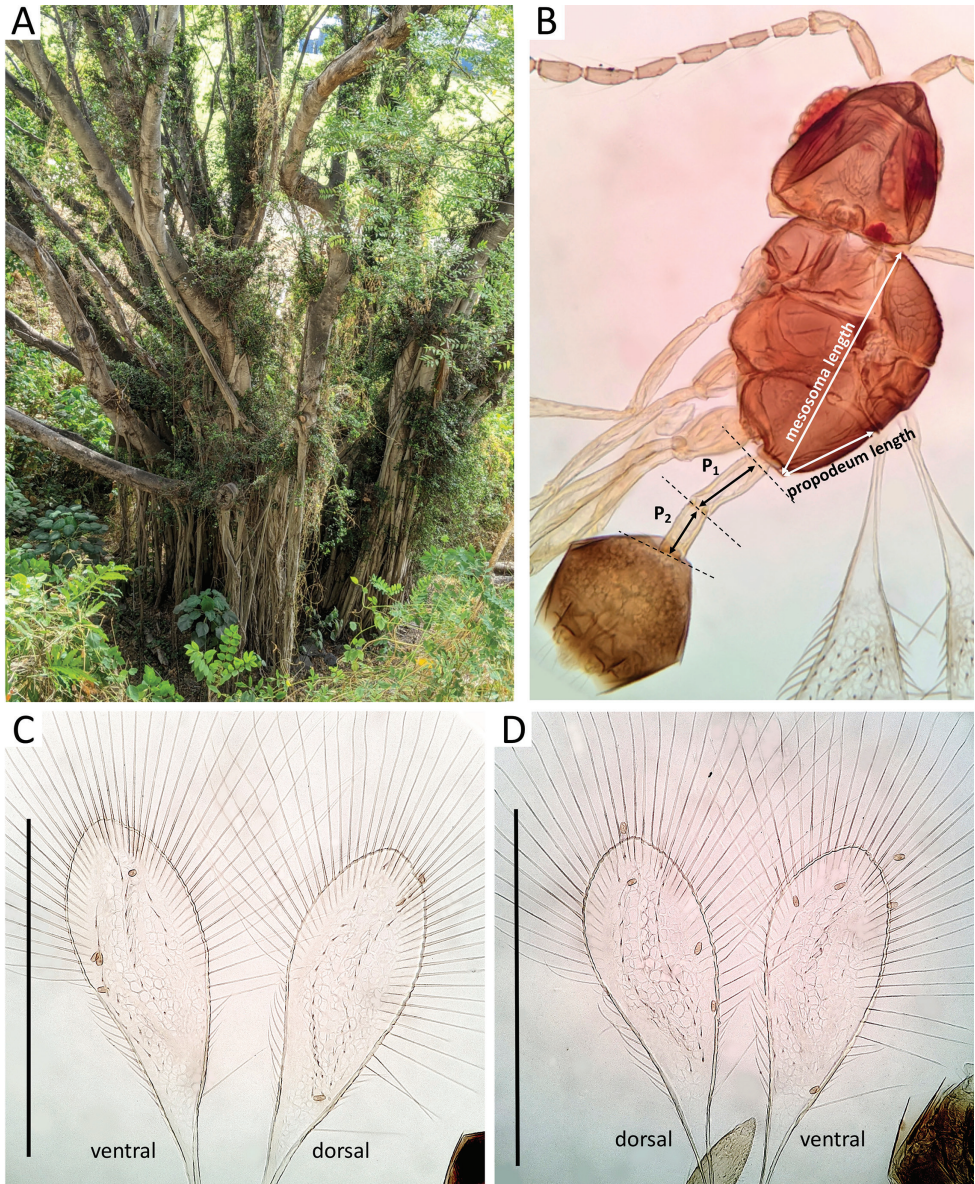 A
B
mesosoma length
propodeum length
P1
P2
C
D
ventral
dorsal
dorsal
ventral